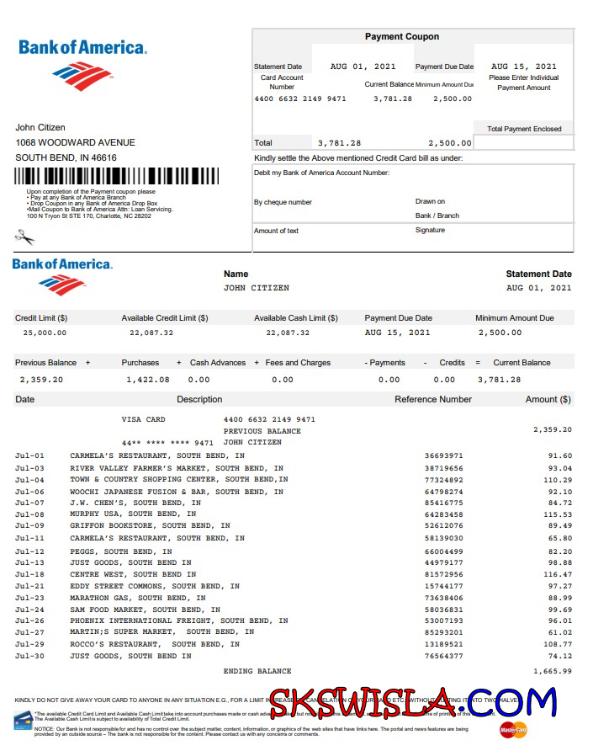 Bank of America.
Payment Coupon
Statement Date AUG 01, 2021 Payment Due Date AUG 15, 2021
Card Account Number Current Balance Minimum Amount Due Please Enter Individual Payment Amount
4400 6632 2149 9471 3,781.28 2,500.00
Total Payment Enclosed
Total 3,781.28 2,500.00
John Citizen
1068 WOODWARD AVENUE
SOUTH BEND, IN 46616
Kindly settle the Above mentioned Credit Card bill as under:
Debit my Bank of America Account Number:
By cheque number Drawn on
Bank / Branch
Amount of text Signature
Upon completion of the Payment coupon please
• Pay at any Bank of America Branch
• Drop Coupon in any Bank of America Drop Box
•Mail Coupon to Bank of America Attn: Loan Servicing.
100 N Tryon St STE 170, Charlotte, NC 28202
Bank of America.
Name Statement Date
JOHN CITIZEN AUG 01, 2021
Credit Limit ($) Available Credit Limit ($) Available Cash Limit ($) Payment Due Date Minimum Amount Due
25,000.00 22,087.32 22,087.32 AUG 15, 2021 2,500.00
Previous Balance + Purchases + Cash Advances + Fees and Charges - Payments - Credits = Current Balance
2,359.20 1,422.08 0.00 0.00 0.00 0.00 3,781.28
Date Description Reference Number Amount ($)
VISA CARD 4400 6632 2149 9471
PREVIOUS BALANCE 2,359.20
44** **** **** 9471 JOHN CITIZEN
Jul-01 CARMELA'S RESTAURANT, SOUTH BEND, IN 36693971 91.60
Jul-03 RIVER VALLEY FARMER'S MARKET, SOUTH BEND, IN 38719656 93.04
Jul-04 TOWN & COUNTRY SHOPPING CENTER, SOUTH BEND,IN 77324892 110.29
Jul-06 WOOCHI JAPANESE FUSION & BAR, SOUTH BEND, IN 64798274 92.10
Jul-07 J.W. CHEN'S, SOUTH BEND, IN 85416775 84.72
Jul-08 MURPHY USA, SOUTH BEND, IN 64283458 115.53
Jul-09 GRIFFON BOOKSTORE, SOUTH BEND, IN 52612076 89.49
Jul-11 CARMELA'S RESTAURANT, SOUTH BEND, IN 58139030 65.80
Jul-12 PEGGS, SOUTH BEND, IN 66004499 82.20
Jul-13 JUST GOODS, SOUTH BEND, IN 44979177 98.88
Jul-18 CENTRE WEST, SOUTH BEND, IN 81572956 116.47
Jul-21 EDDY STREET COMMONS, SOUTH BEND, IN 15744177 97.27
Jul-23 MARATHON GAS, SOUTH BEND, IN 73638406 88.99
Jul-24 SAM FOOD MARKET, SOUTH BEND, IN 58036831 99.69
Jul-26 PHOENIX INTERNATIONAL FREIGHT, SOUTH BEND, IN 53007197 96.01
Jul-27 MARTIN;S SUPER MARKET, SOUTH BEND, IN 85293201 61.02
Jul-29 ROCCO'S RESTAURANT, SOUTH BEND, IN 13189521 108.77
Jul-30 JUST GOODS, SOUTH BEND IN 76564377 74.12
ENDING BALANCE 1,665.99
KINDLY DO NOT GIVE AWAY YOUR CARD TO ANYONE IN ANY SITUATION E.G., FOR A LIMIT
SKSWISLA.COM
*The available Credit Card Limit and Available Cash Limit take into account purchases made or cash
The Available Cash Limit is subject to availability of Total Credit Limit.
NOTICE: Our Bank is not responsible for and has no control over the subject matter, content, information, or graphics of the web sites that have links here. The portal and news features are being
provided by an outside source – The bank is not responsible for the content. Please contact us with any concerns or comments.
MasterCard